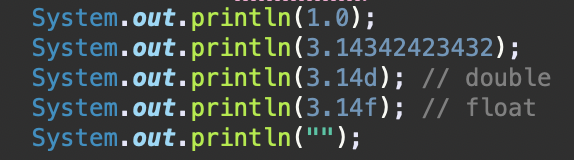 System.out.println(1.0);
System.out.println(3.14342423432);
System.out.println(3.14d); // double
System.out.println(3.14f); // float
System.out.println("");